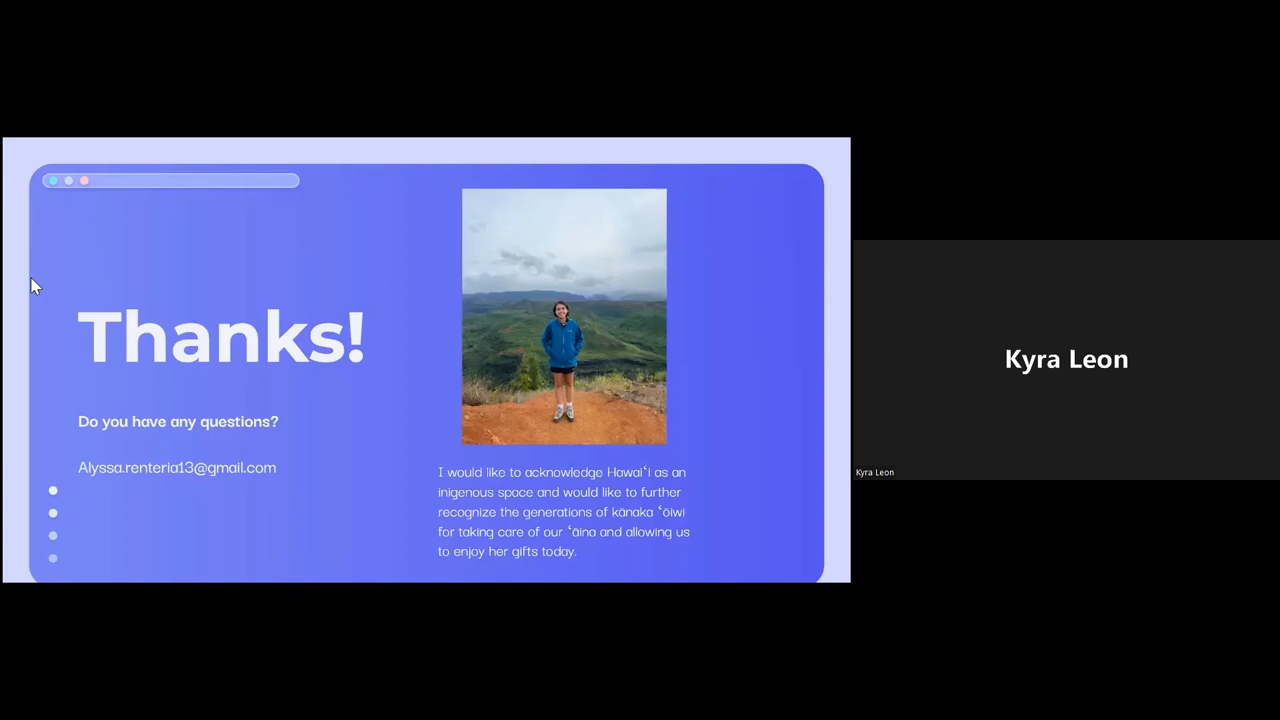 Thanks!
Do you have any questions?
Alyssa.renteria13@gmail.com
I would like to acknowledge Hawaiʻi as an
inigenous space and would like to further
recognize the generations of kānaka ʻōiwi
for taking care of our ʻāina and allowing us
to enjoy her gifts today.
Kyra Leon
Kyra Leon